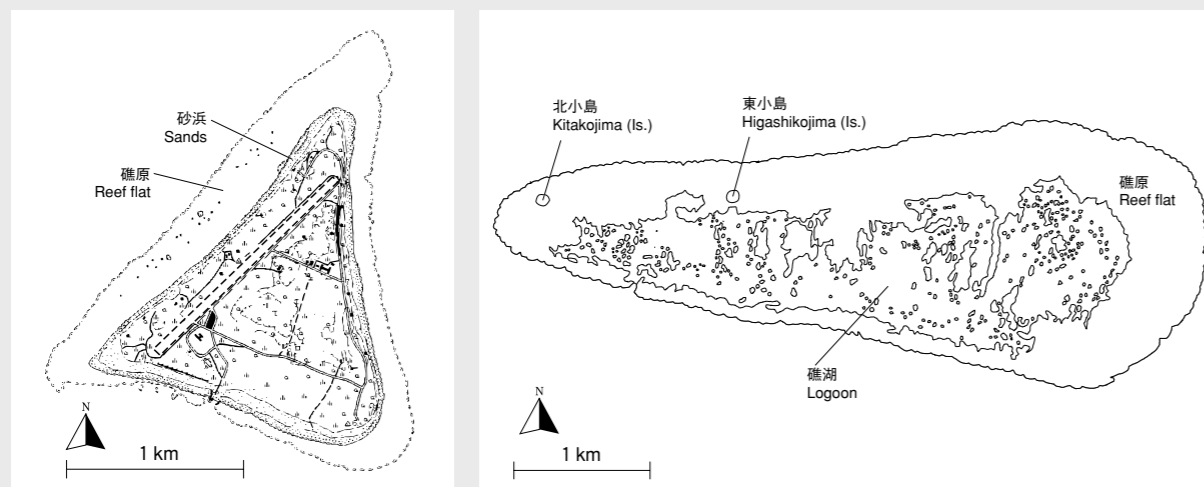 砂浜
Sands
礁原
Reef flat
N
1 km
北小島
Kitakojima (Is.)
東小島
Higashikojima (Is.)
礁原
Reef flat
礁湖
Logoon
N
1 km